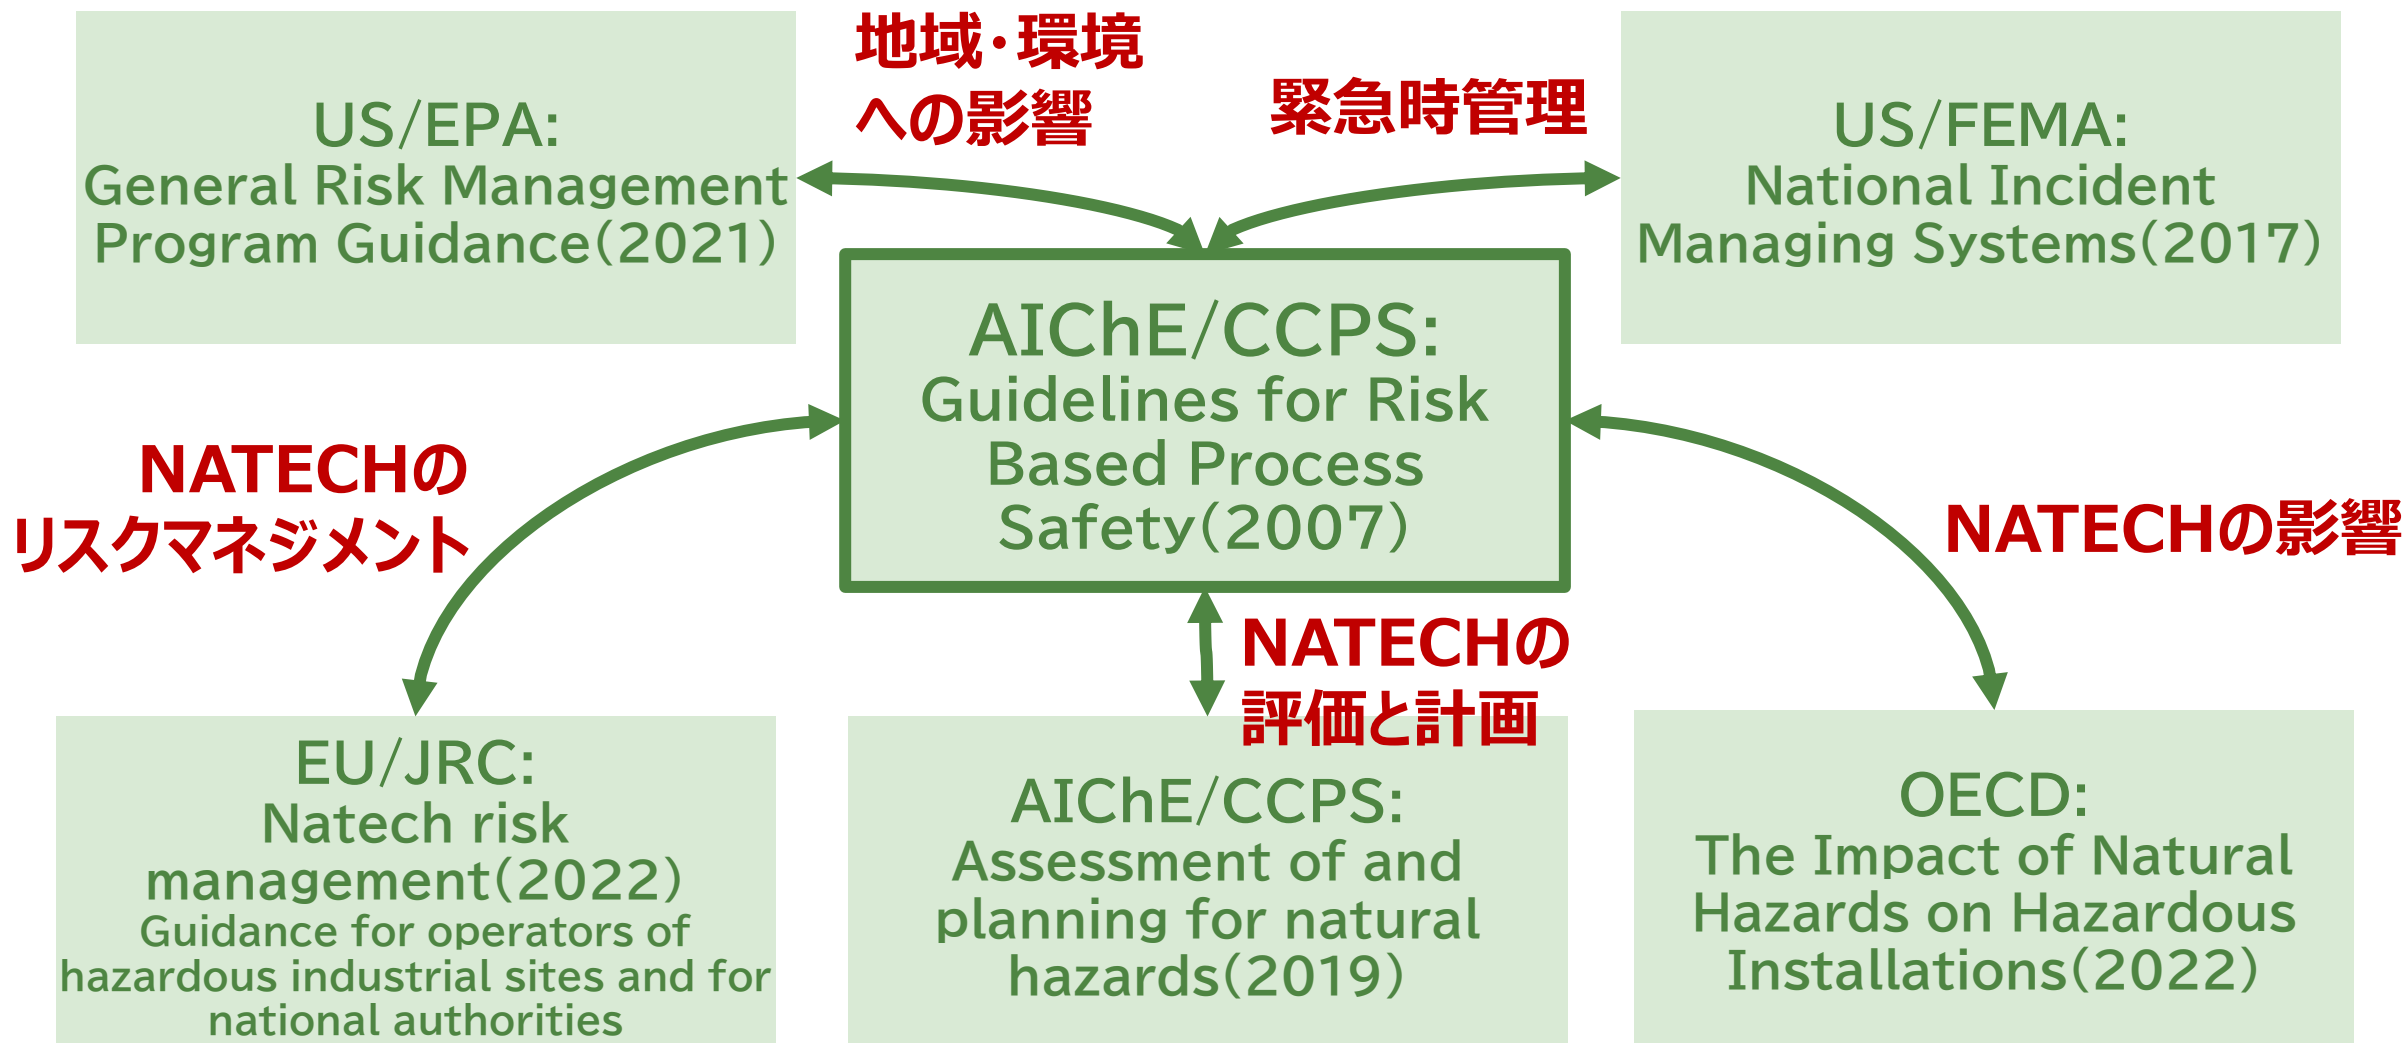 地域・環境
への影響
緊急時管理
US/EPA:
General Risk Management
Program Guidance(2021)
US/FEMA:
National Incident
Managing Systems(2017)
AIChE/CCPS:
Guidelines for Risk
Based Process
Safety(2007)
NATECHの
リスクマネジメント
NATECHの影響
NATECHの
評価と計画
EU/JRC:
Natech risk
management(2022)
Guidance for operators of
hazardous industrial sites and for
national authorities
AIChE/CCPS:
Assessment of and
planning for natural
hazards(2019)
OECD:
The Impact of Natural
Hazards on Hazardous
Installations(2022)